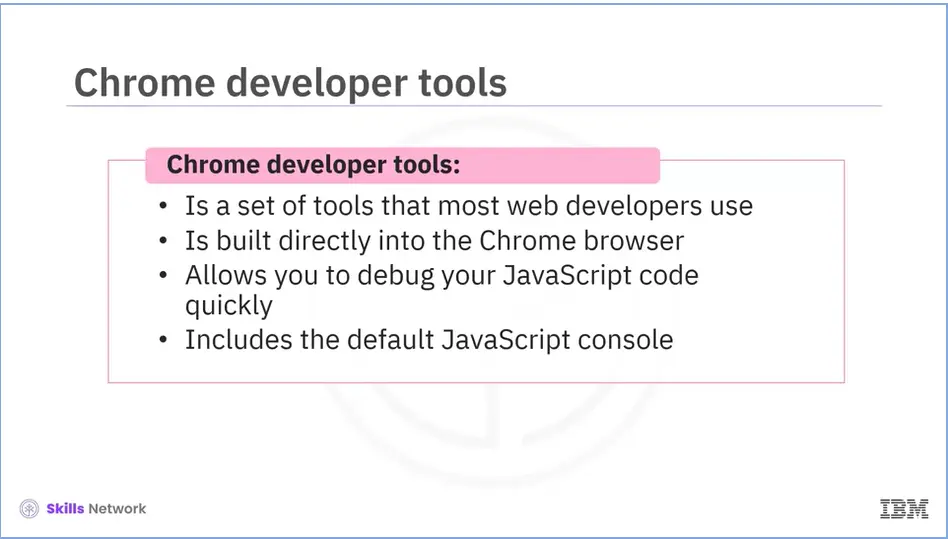 Chrome developer tools
Chrome developer tools:
• Is a set of tools that most web developers use
• Is built directly into the Chrome browser
• Allows you to debug your JavaScript code
quickly
• Includes the default JavaScript console
Skills Network
IBM